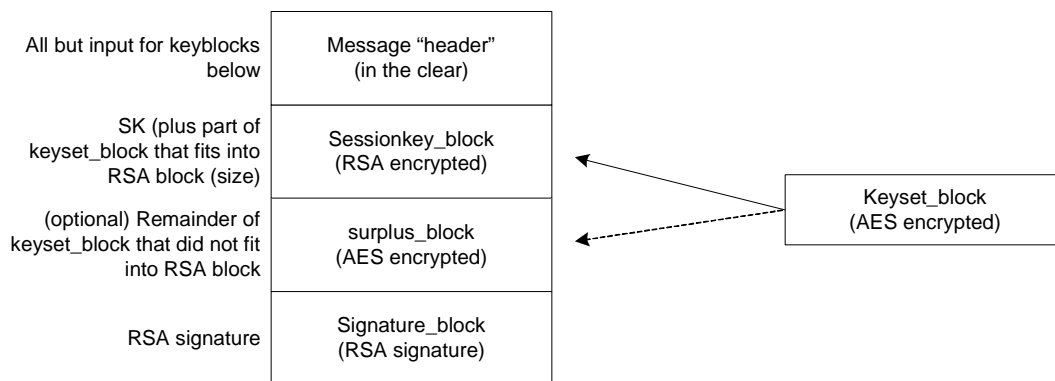 All but input for keyblocks
below
Message “header”
(in the clear)
SK (plus part of
keyset_block that fits into
RSA block (size)
Sessionkey_block
(RSA encrypted)
Keyset_block
(AES encrypted)
(optional) Remainder of
keyset_block that did not fit
into RSA block
surplus_block
(AES encrypted)
RSA signature
Signature_block
(RSA signature)